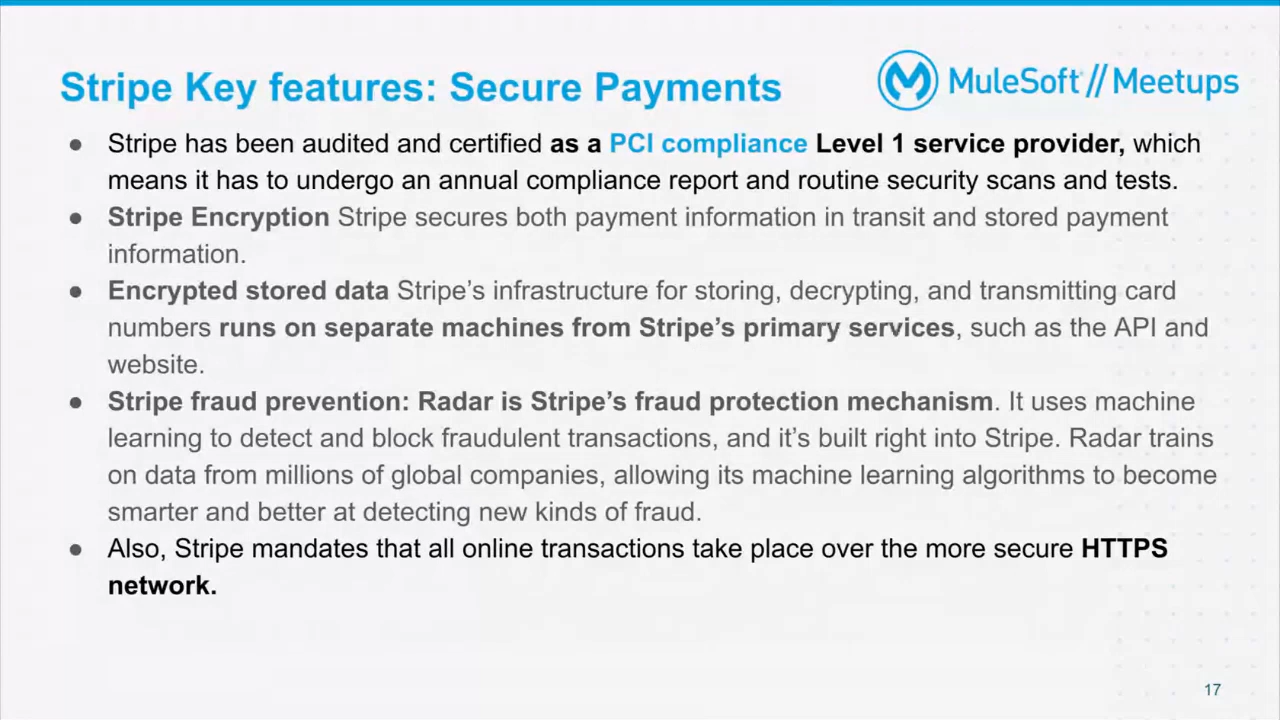 Stripe Key features: Secure Payments
MuleSoft // Meetups
● Stripe has been audited and certified as a PCI compliance Level 1 service provider, which
means it has to undergo an annual compliance report and routine security scans and tests.
● Stripe Encryption Stripe secures both payment information in transit and stored payment
information.
● Encrypted stored data Stripe’s infrastructure for storing, decrypting, and transmitting card
numbers runs on separate machines from Stripe’s primary services, such as the API and
website.
● Stripe fraud prevention: Radar is Stripe’s fraud protection mechanism. It uses machine
learning to detect and block fraudulent transactions, and it’s built right into Stripe. Radar trains
on data from millions of global companies, allowing its machine learning algorithms to become
smarter and better at detecting new kinds of fraud.
● Also, Stripe mandates that all online transactions take place over the more secure HTTPS
network.
17